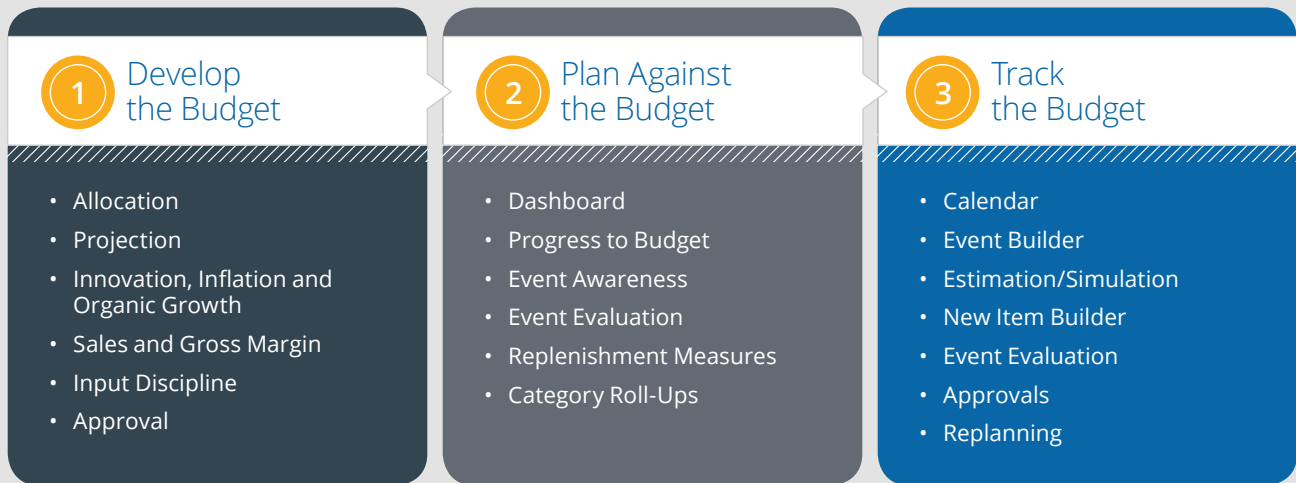 1
Develop
the Budget
• Allocation
• Projection
• Innovation, Inflation and
Organic Growth
• Sales and Gross Margin
• Input Discipline
• Approval
2
Plan Against
the Budget
• Dashboard
• Progress to Budget
• Event Awareness
• Event Evaluation
• Replenishment Measures
• Category Roll-Ups
3
Track
the Budget
• Calendar
• Event Builder
• Estimation/Simulation
• New Item Builder
• Event Evaluation
• Approvals
• Replanning